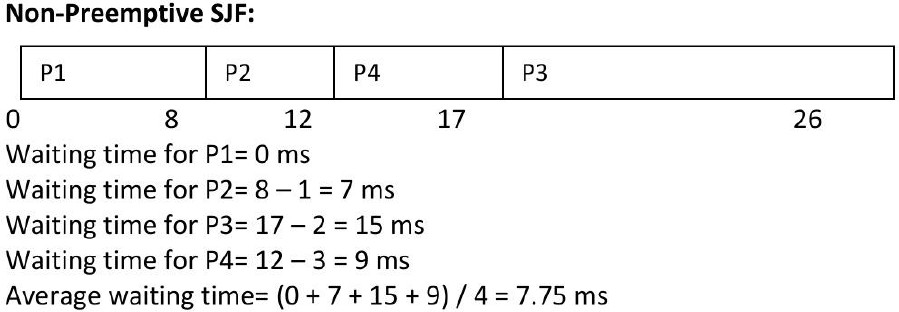 Non-Preemptive SJF:
P1 P2 P4 P3
0 8 12 17 26
Waiting time for P1= 0 ms
Waiting time for P2= 8 – 1 = 7 ms
Waiting time for P3= 17 – 2 = 15 ms
Waiting time for P4= 12 – 3 = 9 ms
Average waiting time= (0 + 7 + 15 + 9) / 4 = 7.75 ms